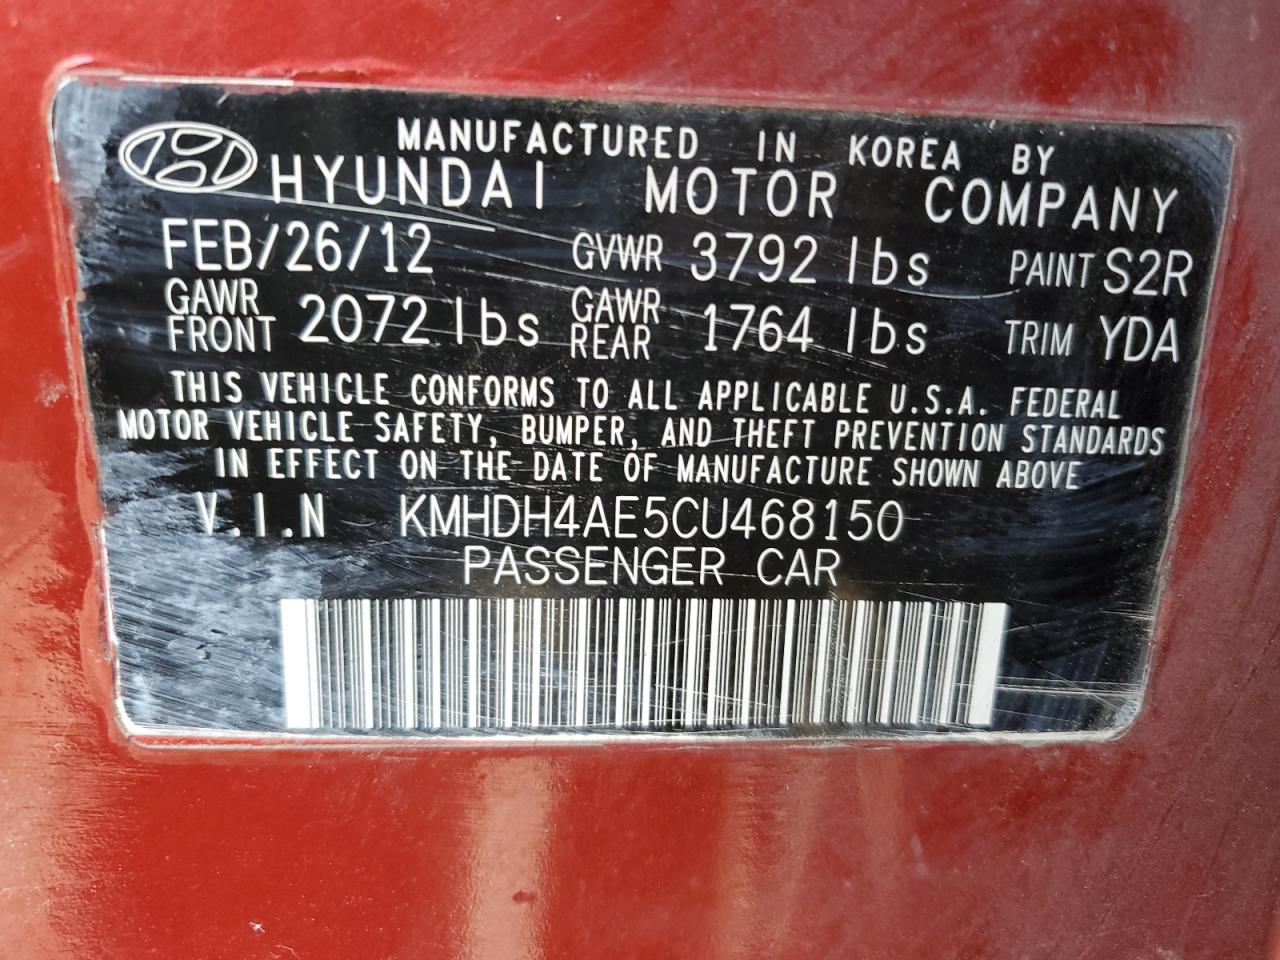 MANUFACTURED IN KOREA BY
HYUNDAI MOTOR COMPANY
FEB/26/12 GVWR 3792 lbs PAINT S2R
GAWR FRONT 2072 lbs GAWR REAR 1764 lbs TRIM YDA
THIS VEHICLE CONFORMS TO ALL APPLICABLE U.S.A. FEDERAL
MOTOR VEHICLE SAFETY, BUMPER, AND THEFT PREVENTION STANDARDS
IN EFFECT ON THE DATE OF MANUFACTURE SHOWN ABOVE
V.I.N KMHDH4AE5CU468150
PASSENGER CAR